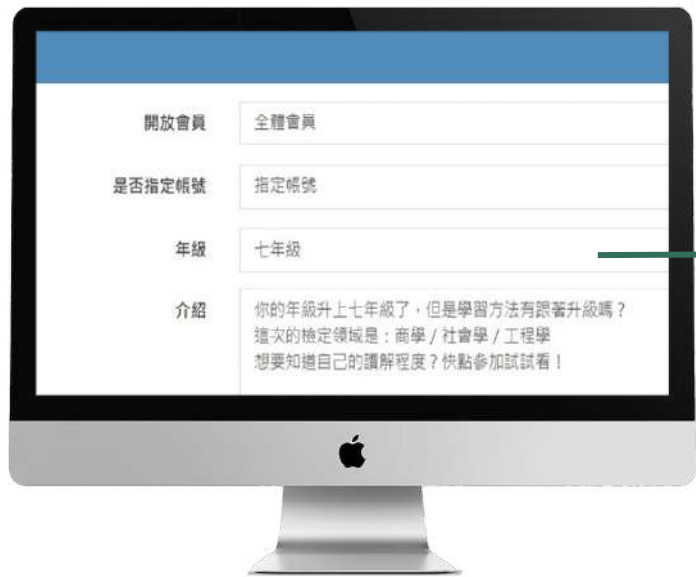 開放會員 全體會員
是否指定帳號 指定帳號
年級 七年級
介紹 你的年級升上七年級了，但是學習方法有跟著升級嗎？
這次的檢定領域是：商學 / 社會學 / 工程學
想要知道自己的讀解程度？快點參加試試看！